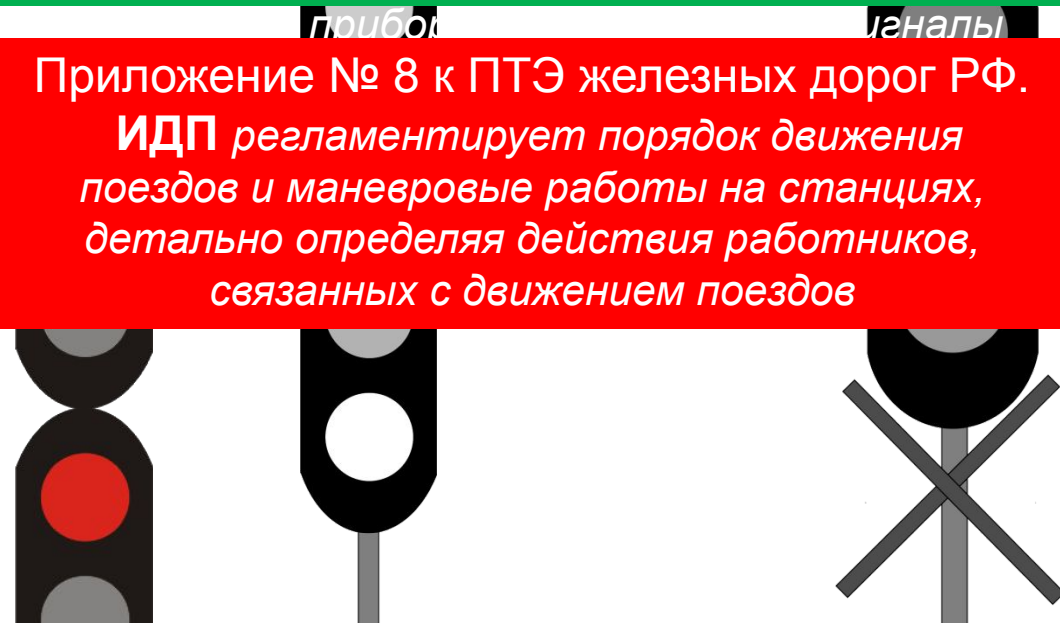 Приложение № 8 к ПТЭ железных дорог РФ.
ИДП регламентирует порядок движения
поездов и маневровые работы на станциях,
детально определяя действия работников,
связанных с движением поездов